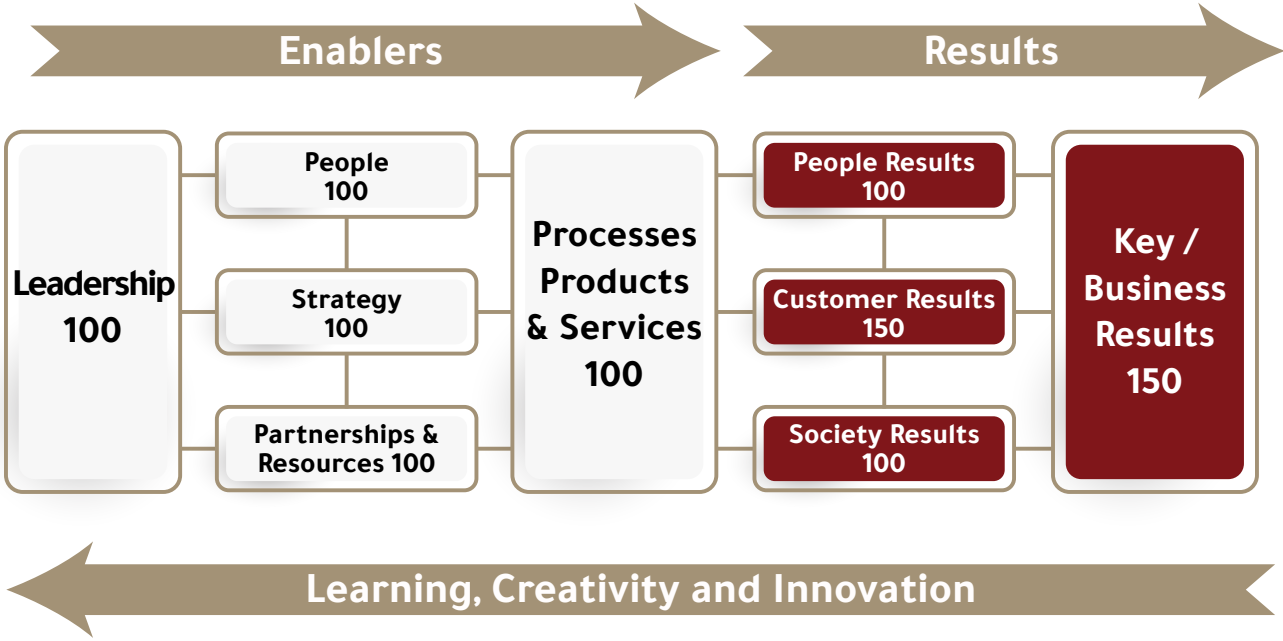 Enablers
Results
Leadership
100
People
100
Strategy
100
Partnerships &
Resources 100
Processes
Products
& Services
100
People Results
100
Customer Results
150
Society Results
100
Key /
Business
Results
150
Learning, Creativity and Innovation